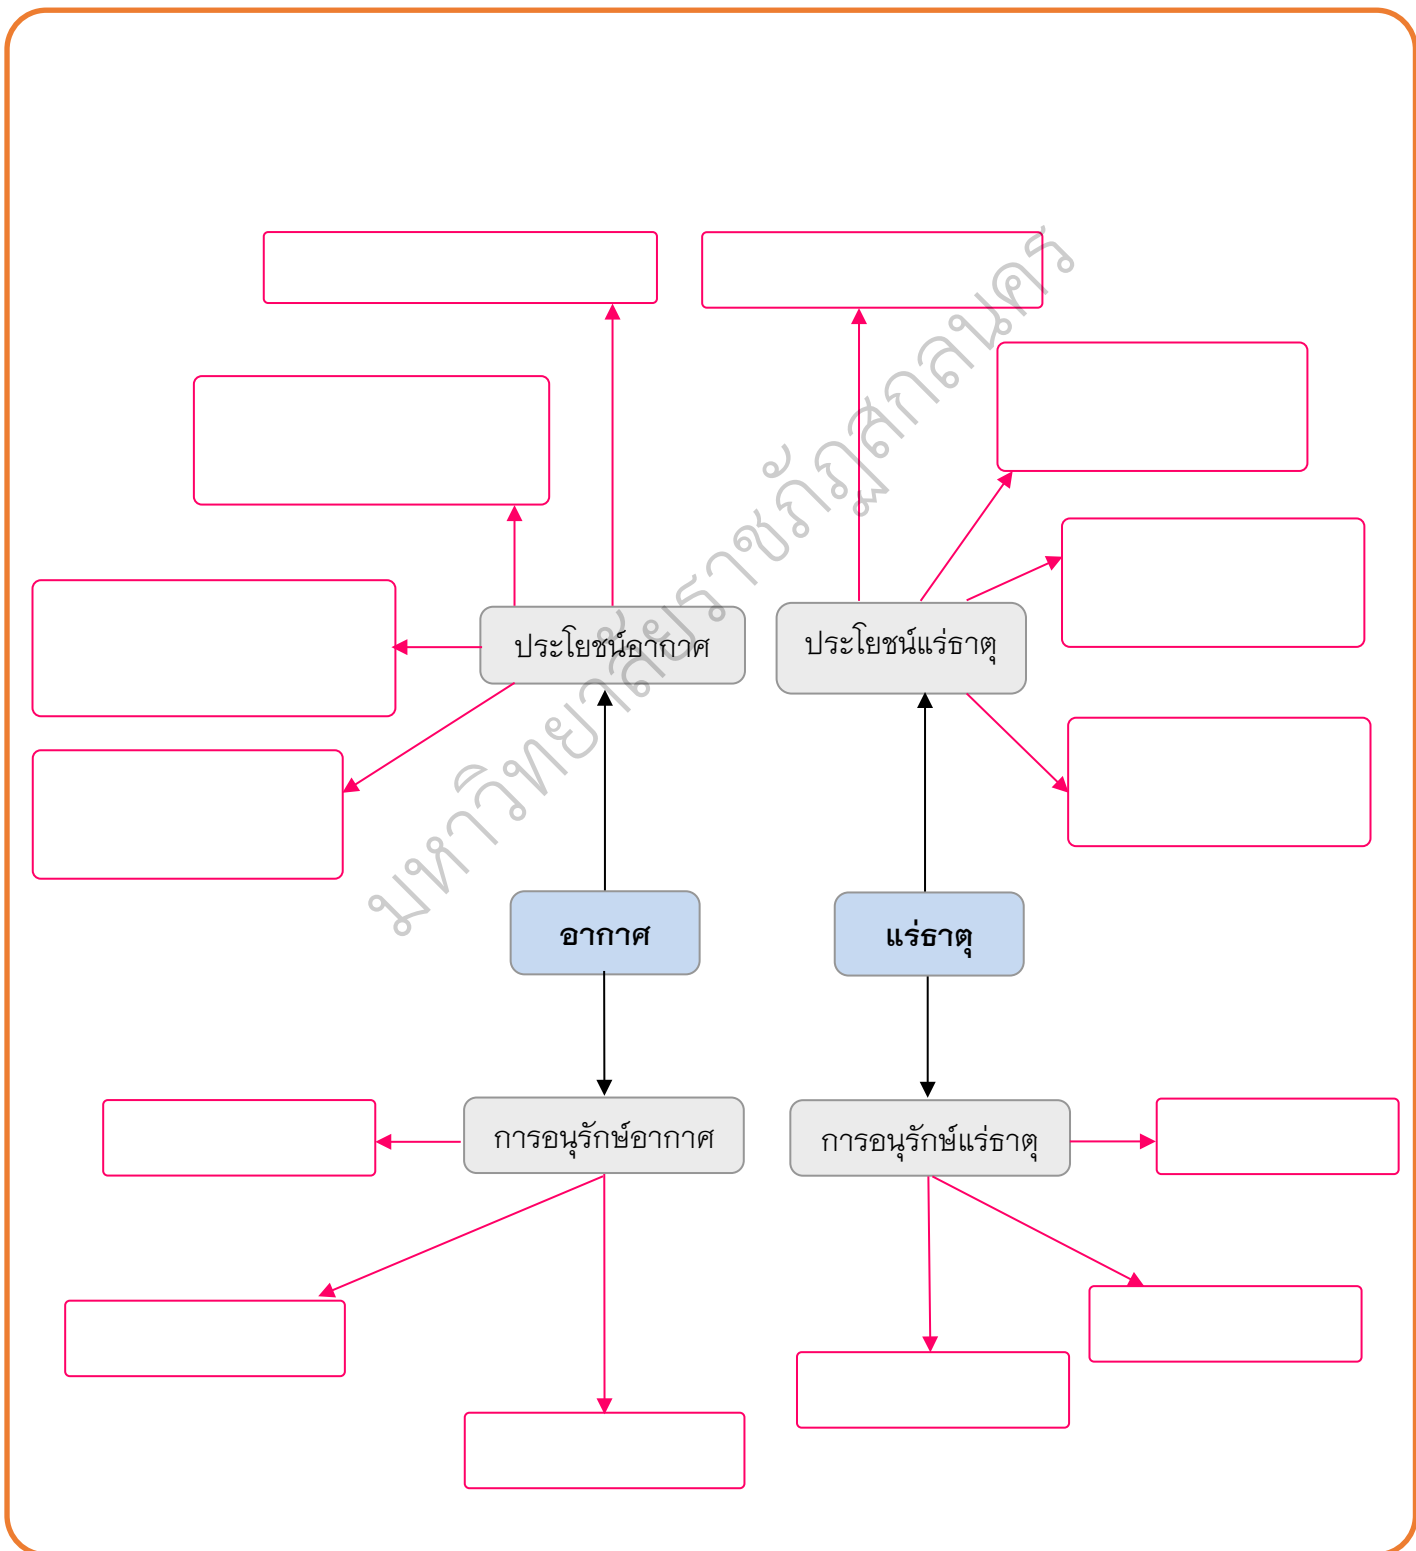 ประโยชน์อากาศ
ประโยชน์แร่ธาตุ
อากาศ
แร่ธาตุ
การอนุรักษ์อากาศ
การอนุรักษ์แร่ธาตุ
มหาวิทยาลัยราชภัฏสกลนคร